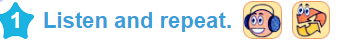 1 Listen and repeat.